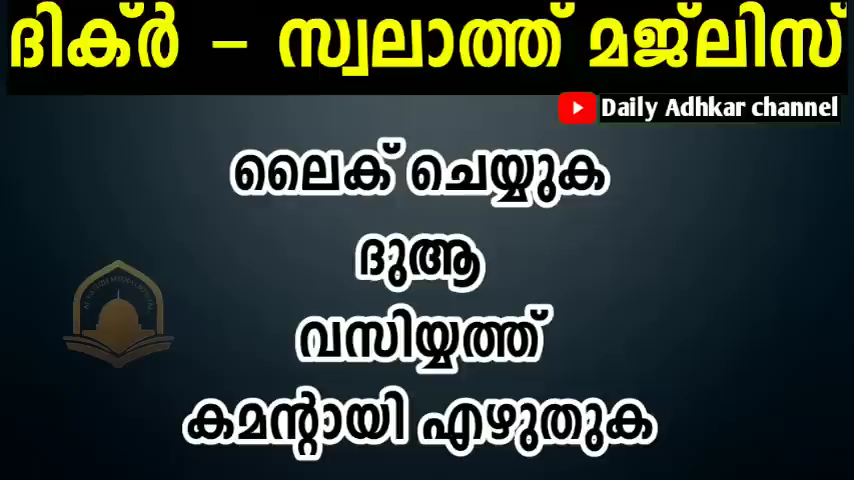 ദിക്ർ - സ്വലാത്ത് മജ്ലിസ്
Daily Adhkar channel
ലൈക് ചെയ്യുക
ദുആ
വസിയ്യത്ത്
കമന്റായി എഴുതുക